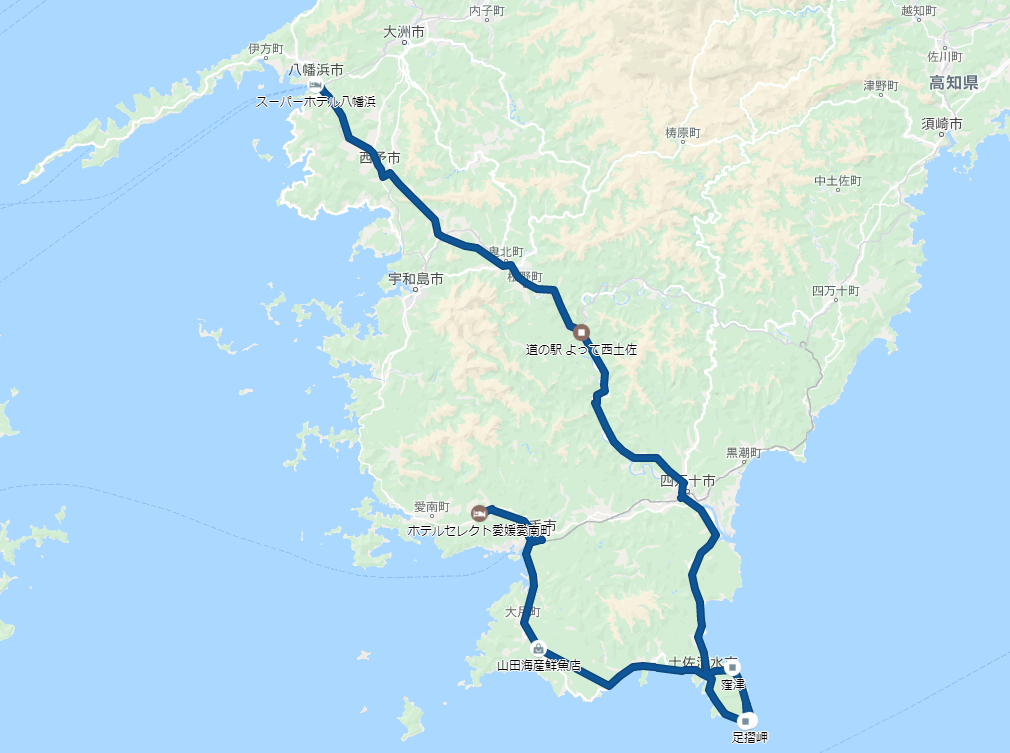 内子町
越知町
大洲市
伊方町
佐川町
八幡浜市
高知県
津野町
スーパーホテル八幡浜
須崎市
梼原町
西予市
中土佐町
鬼北町
宇和島市
松野町
四万十町
道の駅 よって西土佐
黒潮町
四万十市
愛南町
ホテルセレクト愛媛愛南町
毛市
大月町
山田海産鮮魚店
土佐清水市
窪津
足摺岬